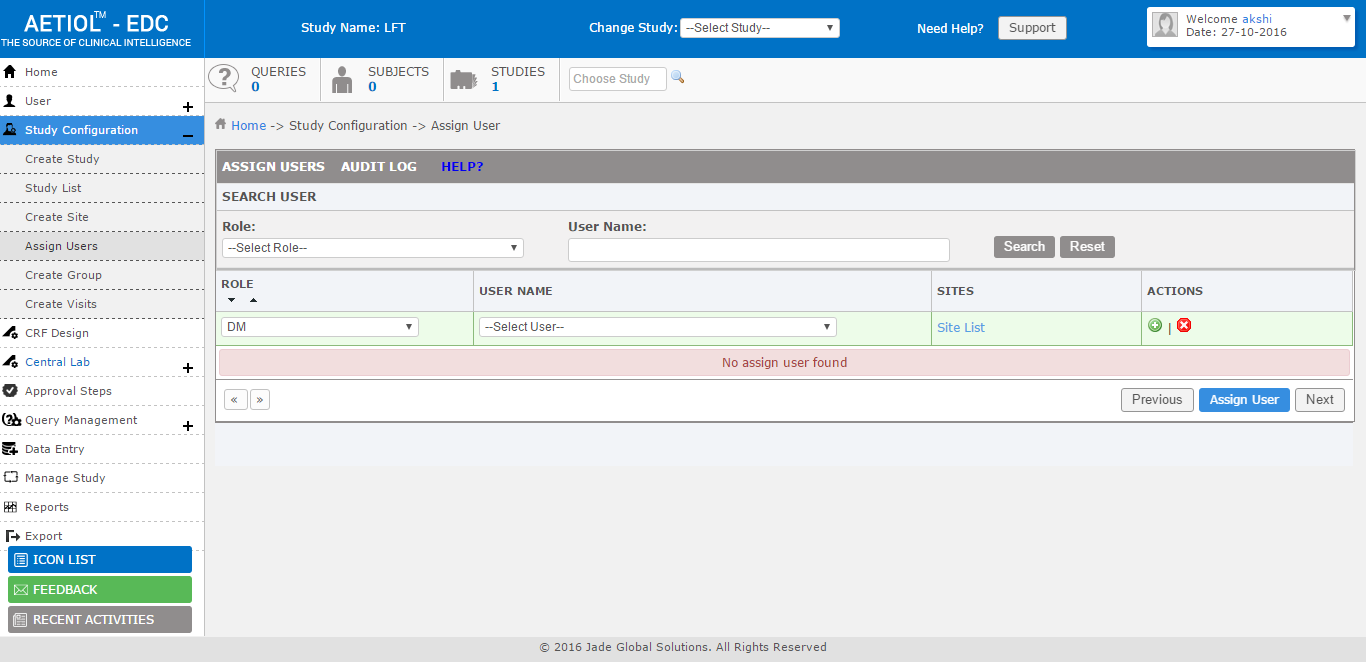 AETIOL™ - EDC
THE SOURCE OF CLINICAL INTELLIGENCE
Study Name: LFT
Change Study: --Select Study--
Need Help? Support
Welcome akshi
Date: 27-10-2016
Home
User
Study Configuration
Create Study
Study List
Create Site
Assign Users
Create Group
Create Visits
CRF Design
Central Lab
Approval Steps
Query Management
Data Entry
Manage Study
Reports
Export
ICON LIST
FEEDBACK
RECENT ACTIVITIES
QUERIES
0
SUBJECTS
0
STUDIES
1
Choose Study
Home -> Study Configuration -> Assign User
ASSIGN USERS AUDIT LOG HELP?
SEARCH USER
Role: User Name:
--Select Role-- Search Reset
ROLE USER NAME SITES ACTIONS
DM --Select User-- Site List |
No assign user found
« » Previous Assign User Next
© 2016 Jade Global Solutions. All Rights Reserved